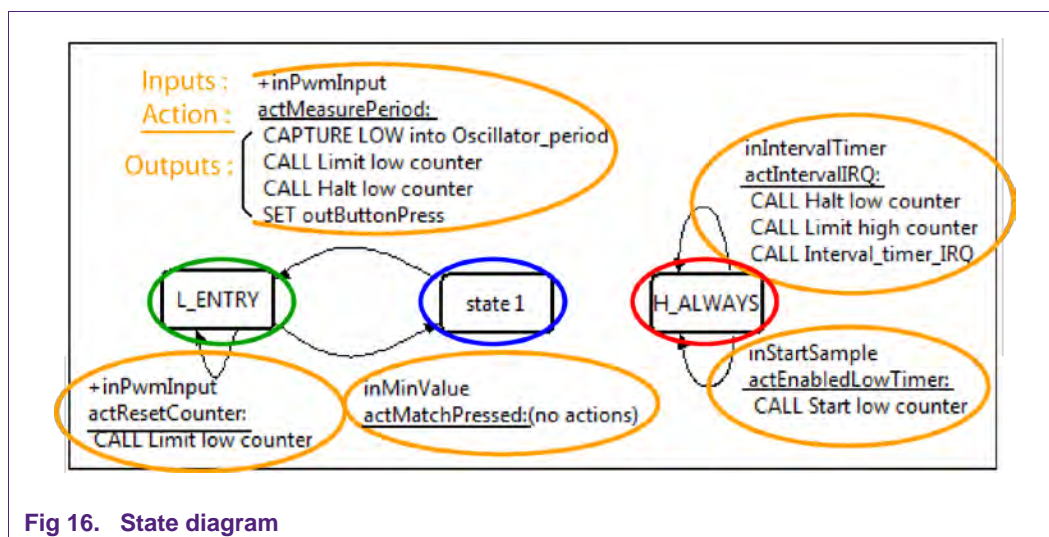 Inputs : +inPwmInput
Action : actMeasurePeriod:
Outputs : CAPTURE LOW into Oscillator_period
CALL Limit low counter
CALL Halt low counter
SET outButtonPress
inIntervalTimer
actIntervalIRQ:
CALL Halt low counter
CALL Limit high counter
CALL Interval_timer_IRQ
L_ENTRY
state 1
H_ALWAYS
+inPwmInput
actResetCounter:
CALL Limit low counter
inMinValue
actMatchPressed:(no actions)
inStartSample
actEnabledLowTimer:
CALL Start low counter
Fig 16. State diagram